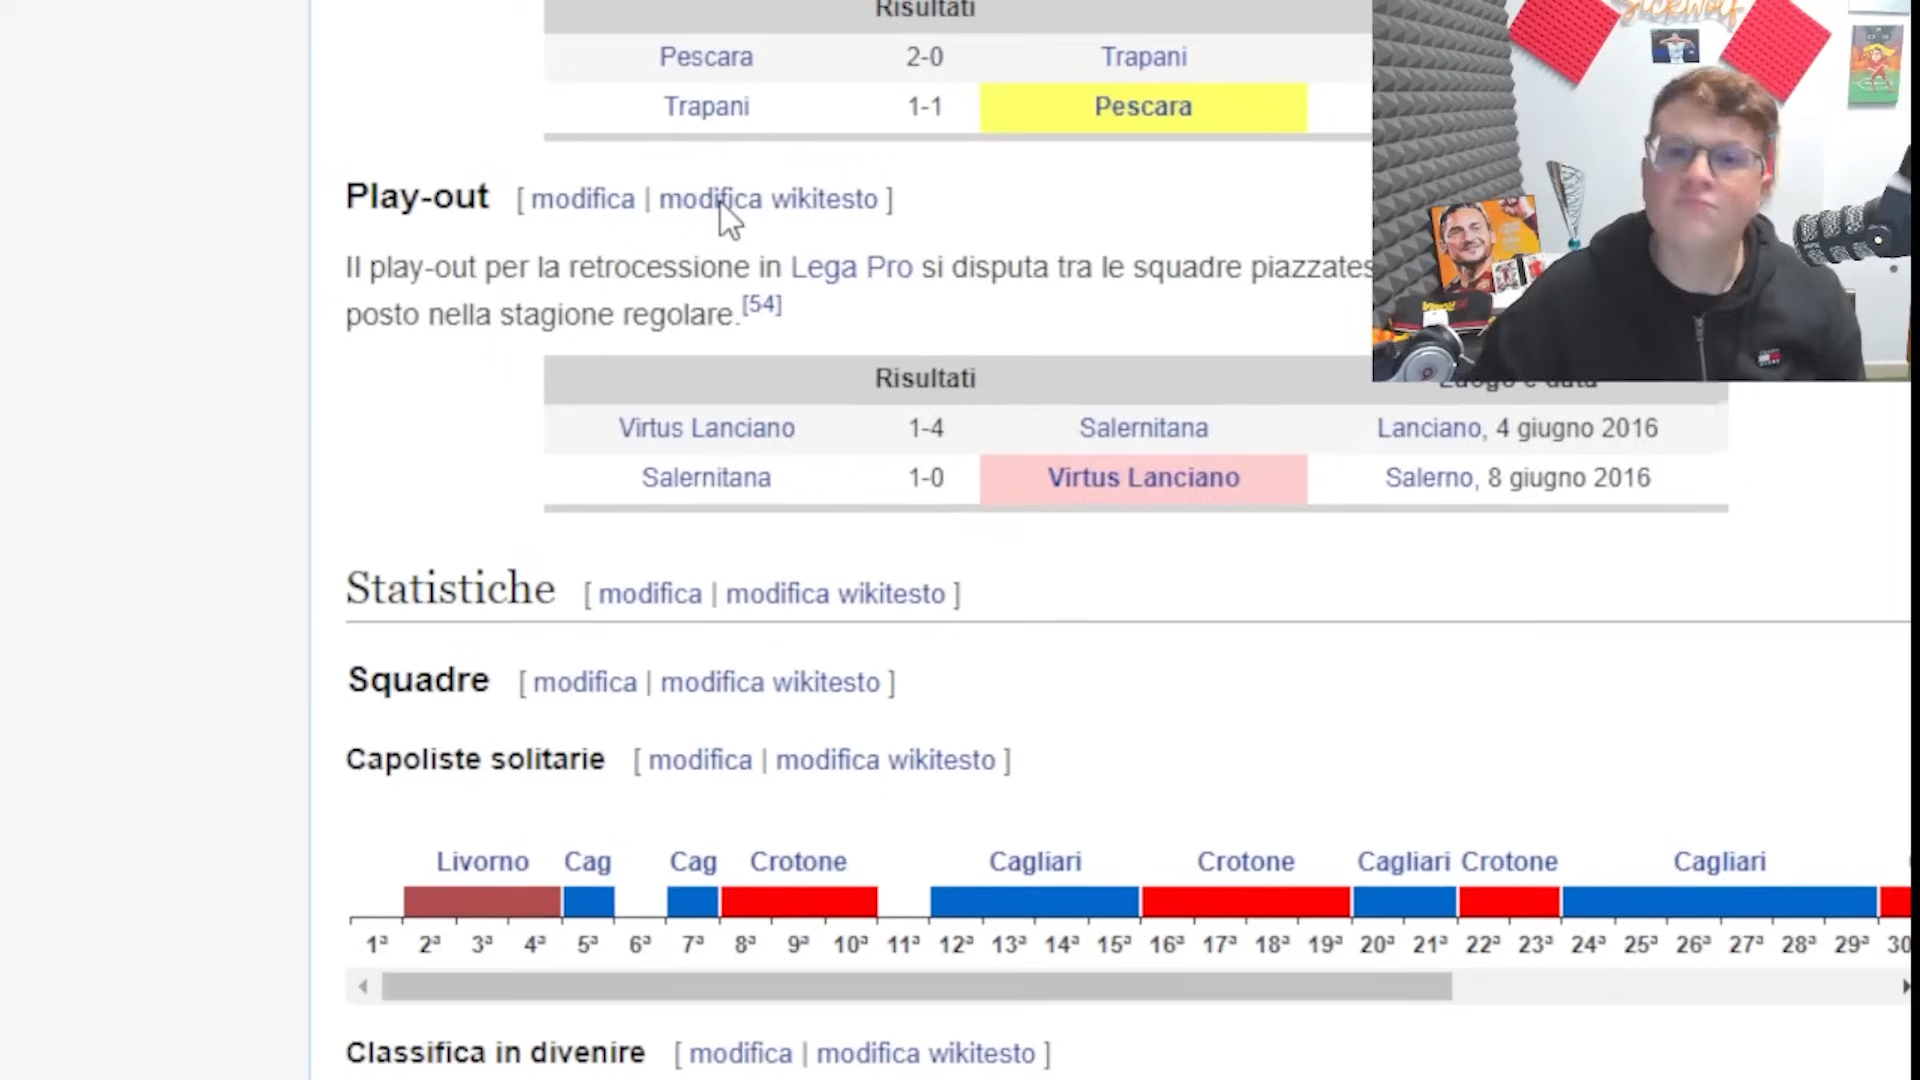 Risultati
Pescara 2-0 Trapani
Trapani 1-1 Pescara
Play-out [ modifica | modifica wikitesto ]
Il play-out per la retrocessione in Lega Pro si disputa tra le squadre piazzates
posto nella stagione regolare.[54]
Risultati Luogo e data
Virtus Lanciano 1-4 Salernitana Lanciano, 4 giugno 2016
Salernitana 1-0 Virtus Lanciano Salerno, 8 giugno 2016
Statistiche [ modifica | modifica wikitesto ]
Squadre [ modifica | modifica wikitesto ]
Capoliste solitarie [ modifica | modifica wikitesto ]
Livorno Cag Cag Crotone Cagliari Crotone Cagliari Crotone Cagliari
1ª 2ª 3ª 4ª 5ª 6ª 7ª 8ª 9ª 10ª 11ª 12ª 13ª 14ª 15ª 16ª 17ª 18ª 19ª 20ª 21ª 22ª 23ª 24ª 25ª 26ª 27ª 28ª 29ª 30
Classifica in divenire [ modifica | modifica wikitesto ]